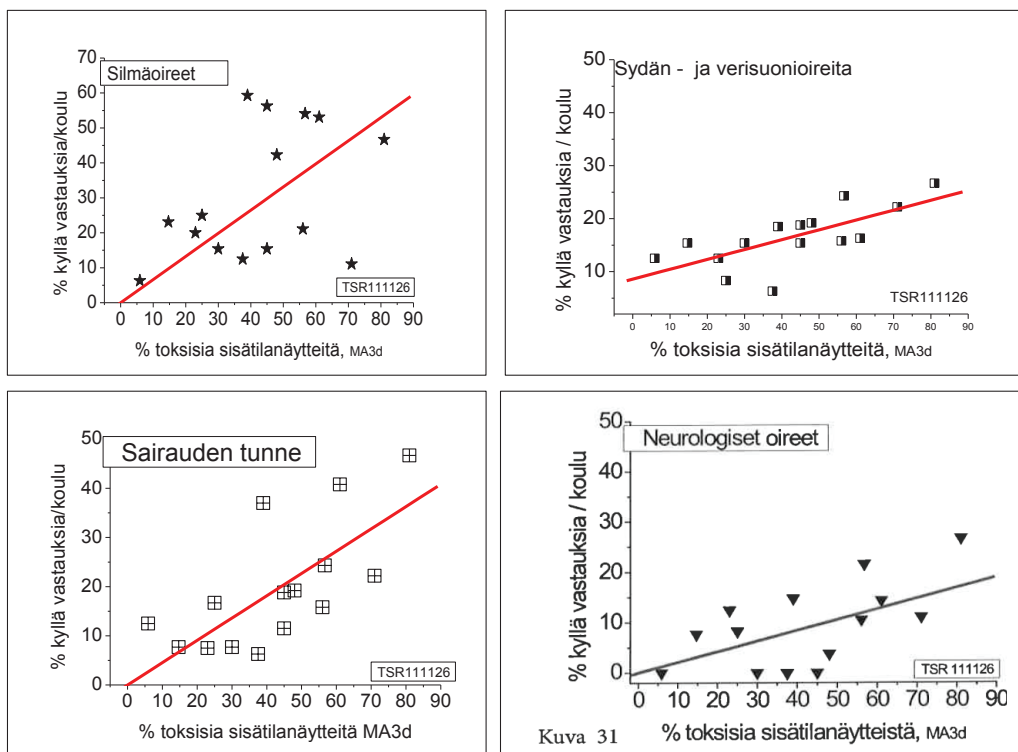 Silmäoireet
% kyllä vastauksia/koulu
70
60
50
40
30
20
10
0
TSR111126
0 10 20 30 40 50 60 70 80 90
% toksisia sisätilanäytteitä, MA3d
Sydän - ja verisuonioireita
% kyllä vastauksia / koulu
50
40
30
20
10
TSR111126
0 10 20 30 40 50 60 70 80 90
% toksisia sisätilanäytteitä, MA3d
Sairauden tunne
% kyllä vastauksia/koulu
50
40
30
20
10
0
TSR111126
0 10 20 30 40 50 60 70 80 90
% toksisia sisätilanäytteitä MA3d
Neurologiset oireet
% kyllä vastauksia / koulu
50
40
30
20
10
0
TSR 111126
0 10 20 30 40 50 60 70 80 90
% toksisia sisätilanäytteistä, MA3d
Kuva 31